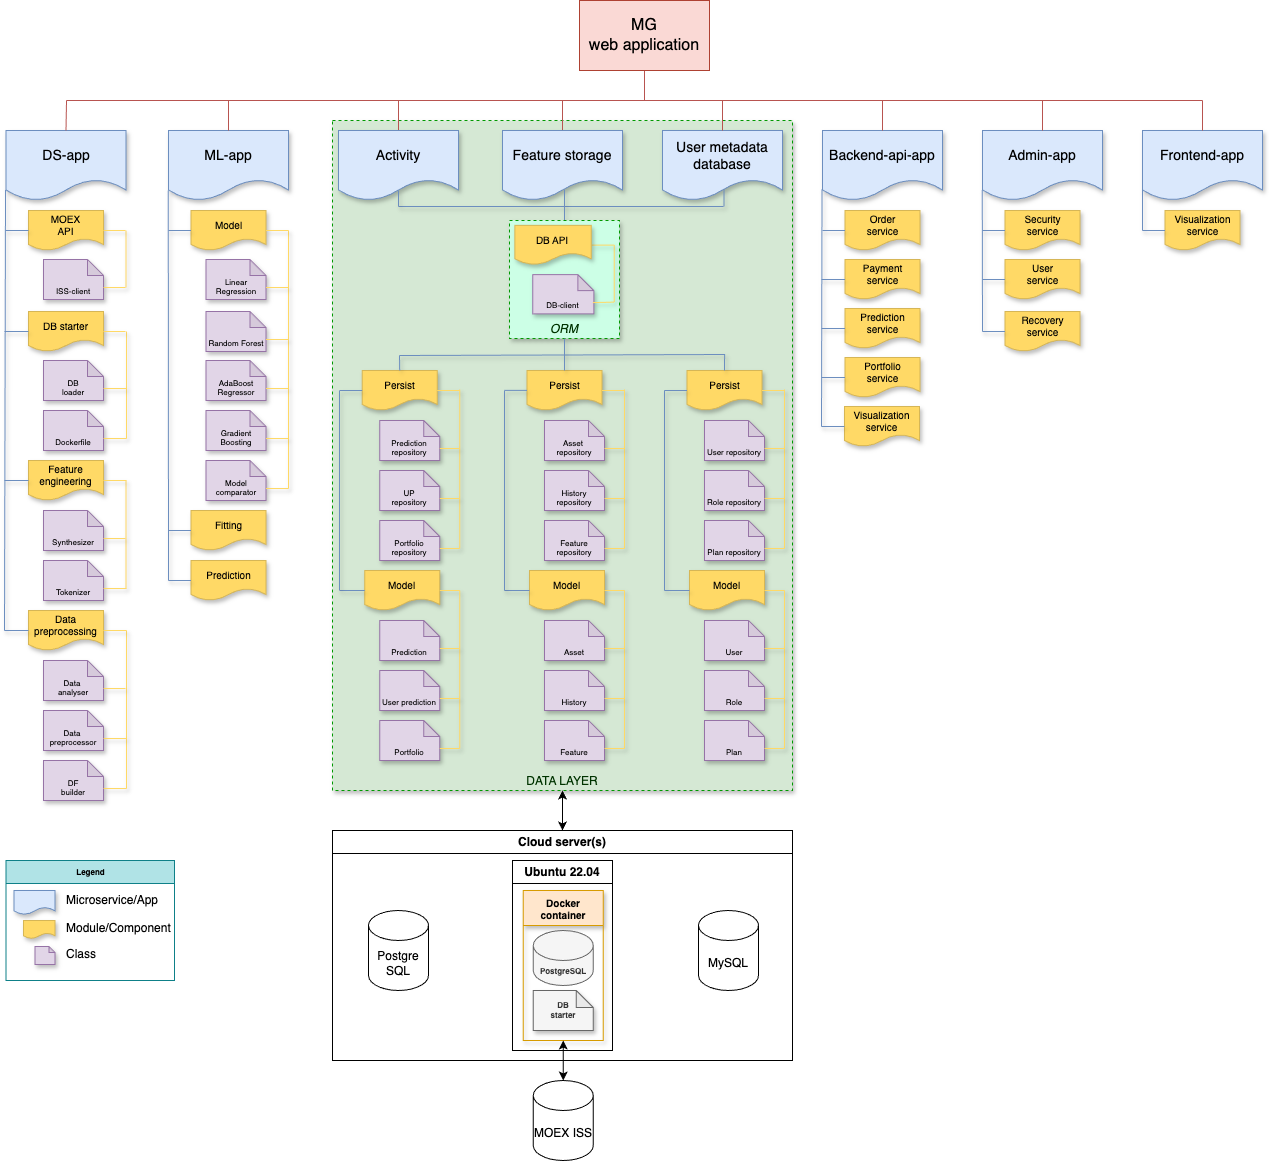 MG
web application
DS-app
ML-app
Activity
Feature storage
User metadata
database
Backend-api-app
Admin-app
Frontend-app
MOEX
API
ISS-client
DB starter
DB
loader
Dockerfile
Feature
engineering
Synthesizer
Tokenizer
Data
preprocessing
Data
analyser
Data
preprocessor
DF
builder
Model
Linear
Regression
Random Forest
AdaBoost
Regressor
Gradient
Boosting
Model
comparator
Fitting
Prediction
DB API
DB-client
ORM
Persist
Prediction
repository
UP
repository
Portfolio
repository
Model
Prediction
User prediction
Portfolio
Persist
Asset
repository
History
repository
Feature
repository
Model
Asset
History
Feature
Persist
User repository
Role repository
Plan repository
Model
User
Role
Plan
DATA LAYER
Order
service
Payment
service
Prediction
service
Portfolio
service
Visualization
service
Security
service
User
service
Recovery
service
Visualization
service
Cloud server(s)
Ubuntu 22.04
Docker
container
PostgreSQL
DB
starter
Postgre
SQL
MySQL
MOEX ISS
Legend
Microservice/App
Module/Component
Class